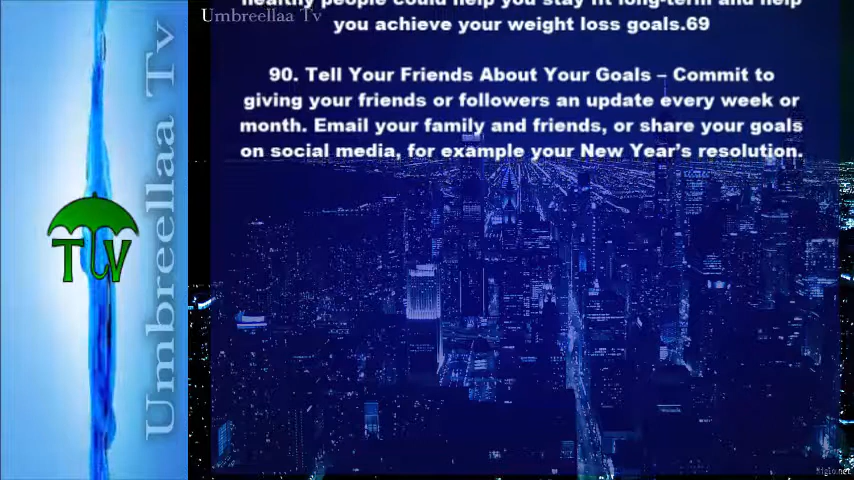 Umbreellaa Tv
healthy people could help you stay fit long-term and help
you achieve your weight loss goals.69
90. Tell Your Friends About Your Goals – Commit to
giving your friends or followers an update every week or
month. Email your family and friends, or share your goals
on social media, for example your New Year's resolution.
TV
Umbreellaa Tv